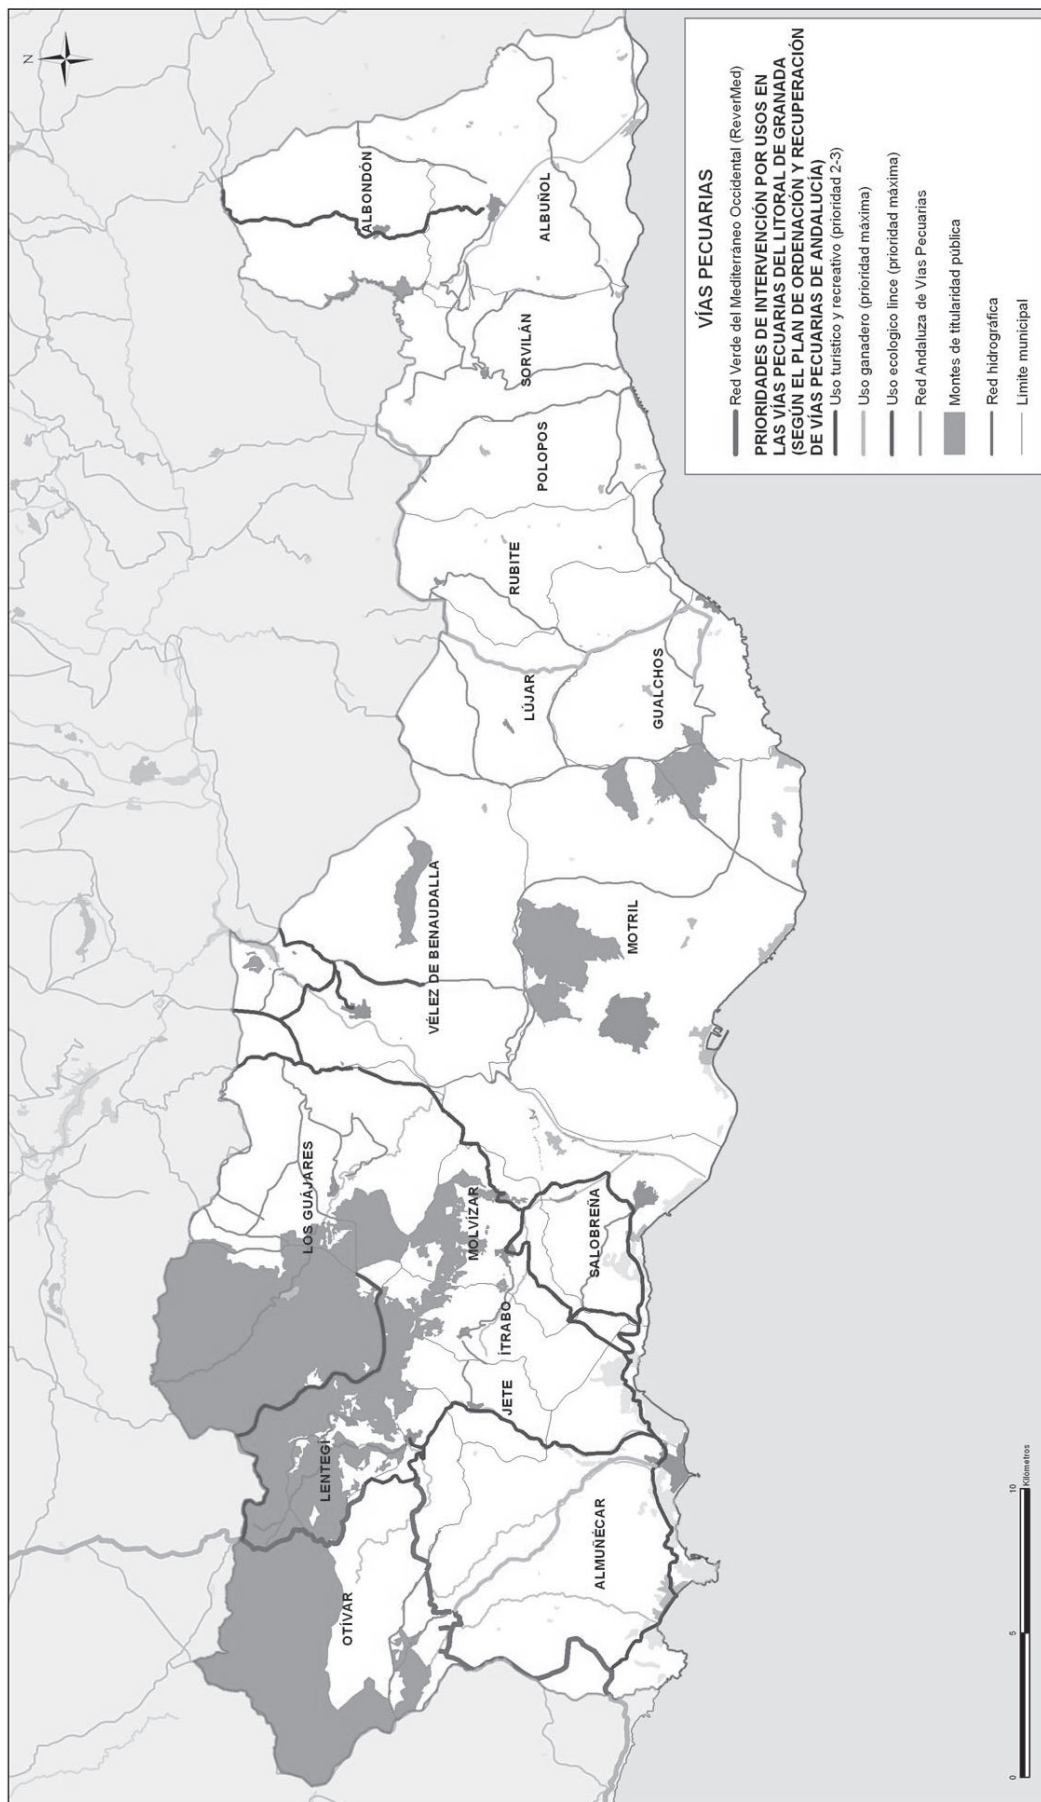 N
VÍAS PECUARIAS
Red Verde del Mediterráneo Occidental (ReverMed)
PRIORIDADES DE INTERVENCIÓN POR USOS EN
LAS VÍAS PECUARIAS DEL LITORAL DE GRANADA
(SEGÚN EL PLAN DE ORDENACIÓN Y RECUPERACIÓN
DE VÍAS PECUARIAS DE ANDALUCÍA)
Uso turístico y recreativo (prioridad 2-3)
Uso ganadero (prioridad máxima)
Uso ecologico lince (prioridad máxima)
Red Andaluza de Vías Pecuarias
Montes de titularidad pública
Red hidrográfica
Límite municipal
OTÍVAR
LENTEGÍ
LOS GUÁJARES
ALMUÑÉCAR
JETE
ÍTRABO
MOLVÍZAR
SALOBREÑA
VÉLEZ DE BENAUDALLA
MOTRIL
LÚJAR
GUALCHOS
RUBITE
POLOPOS
SORVILÁN
ALBONDÓN
ALBUÑOL
0 5 10
Kilómetros